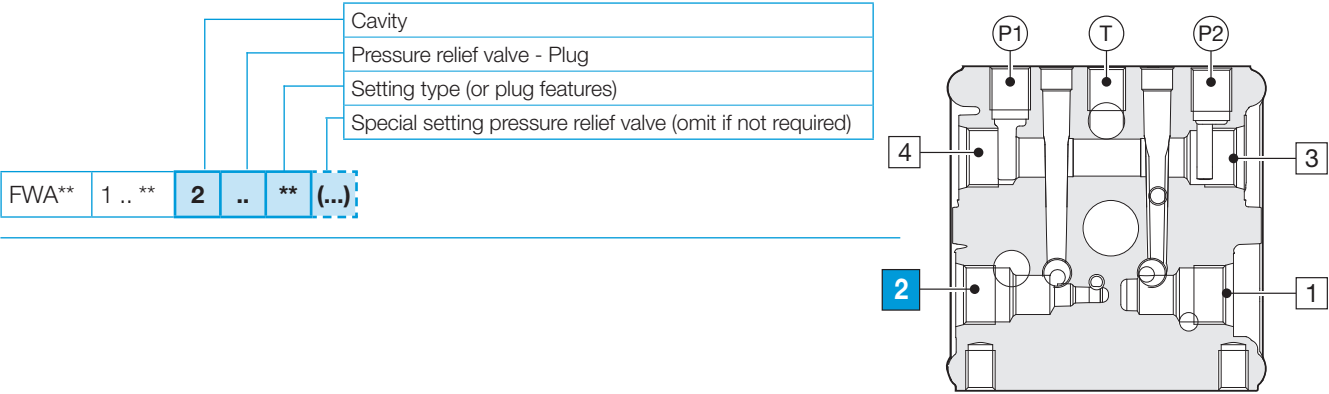 Cavity
Pressure relief valve - Plug
Setting type (or plug features)
Special setting pressure relief valve (omit if not required)
FWA** 1 .. ** 2 .. ** (...)
P1 T P2
4 3
2 1